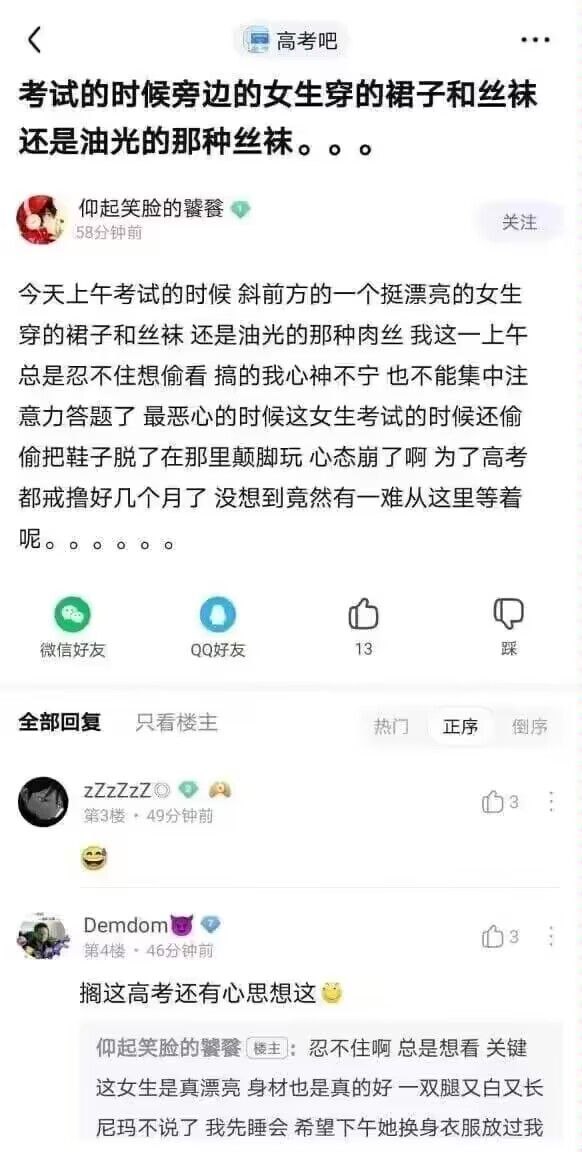 高考吧
考试的时候旁边的女生穿的裙子和丝袜
还是油光的那种丝袜。。。
仰起笑脸的饕餮
1
58分钟前
关注
今天上午考试的时候 斜前方的一个挺漂亮的女生
穿的裙子和丝袜 还是油光的那种肉丝 我这一上午
总是忍不住想偷看 搞的我心神不宁 也不能集中注
意力答题了 最恶心的时候这女生考试的时候还偷
偷把鞋子脱了在那里颠脚玩 心态崩了啊 为了高考
都戒撸好几个月了 没想到竟然有一难从这里等着
呢。。。。。。
微信好友
QQ好友
13
踩
全部回复
只看楼主
热门
正序
倒序
zZzZzZ◎
3
第3楼 · 49分钟前
😅
Demdom😈
7
3
第4楼 · 46分钟前
搁这高考还有心思想这
仰起笑脸的饕餮 楼主： 忍不住啊 总是想看 关键
这女生是真漂亮 身材也是真的好 一双腿又白又长
尼玛不说了 我先睡会 希望下午她换身衣服放过我